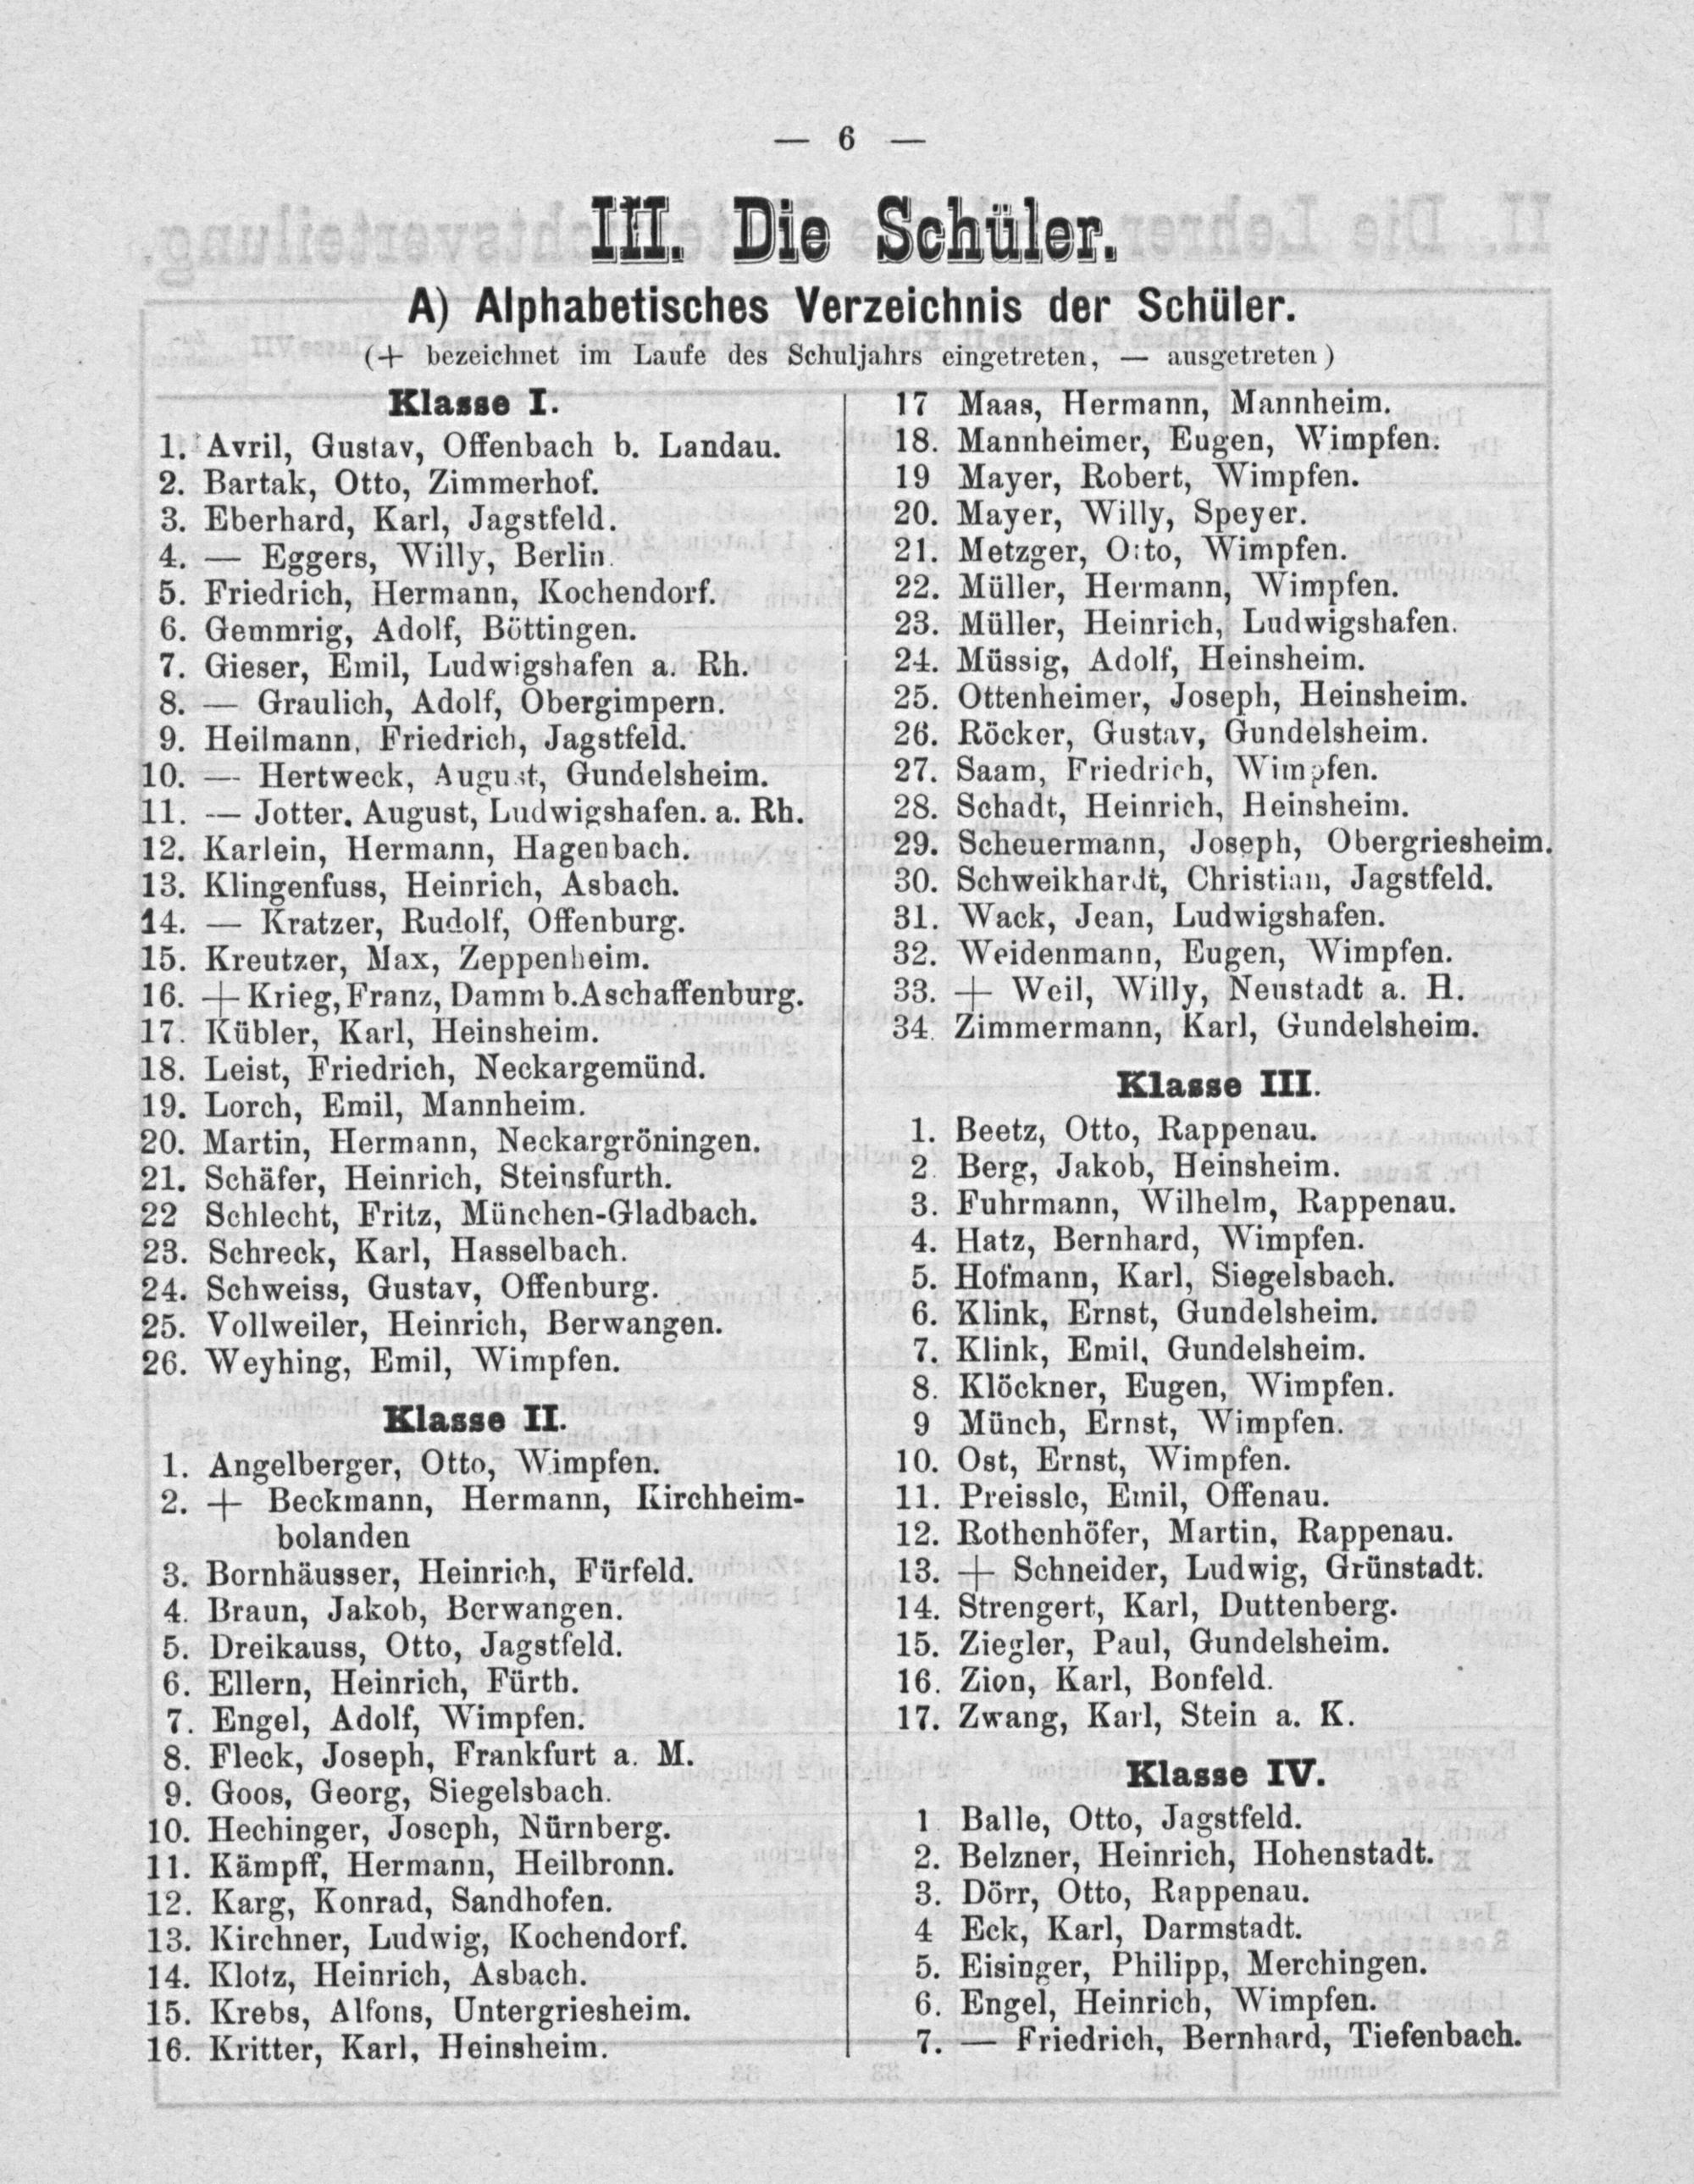 — 6 —
III. Die Schüler.
A) Alphabetisches Verzeichnis der Schüler.
(+ bezeichnet im Laufe des Schuljahrs eingetreten, — ausgetreten)
Klasse I.
1. Avril, Gustav, Offenbach b. Landau.
2. Bartak, Otto, Zimmerhof.
3. Eberhard, Karl, Jagstfeld.
4. — Eggers, Willy, Berlin.
5. Friedrich, Hermann, Kochendorf.
6. Gemmrig, Adolf, Böttingen.
7. Gieser, Emil, Ludwigshafen a. Rh.
8. — Graulich, Adolf, Obergimpern.
9. Heilmann, Friedrich, Jagstfeld.
10. — Hertweck, August, Gundelsheim.
11. — Jotter, August, Ludwigshafen. a. Rh.
12. Karlein, Hermann, Hagenbach.
13. Klingenfuss, Heinrich, Asbach.
14. — Kratzer, Rudolf, Offenburg.
15. Kreutzer, Max, Zeppenheim.
16. + Krieg, Franz, Damm b. Aschaffenburg.
17. Kübler, Karl, Heinsheim.
18. Leist, Friedrich, Neckargemünd.
19. Lorch, Emil, Mannheim.
20. Martin, Hermann, Neckargröningen.
21. Schäfer, Heinrich, Steinsfurth.
22 Schlecht, Fritz, München-Gladbach.
23. Schreck, Karl, Hasselbach.
24. Schweiss, Gustav, Offenburg.
25. Vollweiler, Heinrich, Berwangen.
26. Weyhing, Emil, Wimpfen.
Klasse II.
1. Angelberger, Otto, Wimpfen.
2. + Beckmann, Hermann, Kirchheim-
bolanden
3. Bornhäusser, Heinrich, Fürfeld.
4. Braun, Jakob, Berwangen.
5. Dreikauss, Otto, Jagstfeld.
6. Ellern, Heinrich, Fürth.
7. Engel, Adolf, Wimpfen.
8. Fleck, Joseph, Frankfurt a. M.
9. Goos, Georg, Siegelsbach.
10. Hechinger, Joseph, Nürnberg.
11. Kämpff, Hermann, Heilbronn.
12. Karg, Konrad, Sandhofen.
13. Kirchner, Ludwig, Kochendorf.
14. Klotz, Heinrich, Asbach.
15. Krebs, Alfons, Untergriesheim.
16. Kritter, Karl, Heinsheim.
17 Maas, Hermann, Mannheim.
18. Mannheimer, Eugen, Wimpfen.
19 Mayer, Robert, Wimpfen.
20. Mayer, Willy, Speyer.
21. Metzger, Otto, Wimpfen.
22. Müller, Hermann, Wimpfen.
23. Müller, Heinrich, Ludwigshafen.
24. Müssig, Adolf, Heinsheim.
25. Ottenheimer, Joseph, Heinsheim.
26. Röcker, Gustav, Gundelsheim.
27. Saam, Friedrich, Wimpfen.
28. Schadt, Heinrich, Heinsheim.
29. Scheuermann, Joseph, Obergriesheim.
30. Schweikhardt, Christian, Jagstfeld.
31. Wack, Jean, Ludwigshafen.
32. Weidenmann, Eugen, Wimpfen.
33. + Weil, Willy, Neustadt a. H.
34. Zimmermann, Karl, Gundelsheim.
Klasse III.
1. Beetz, Otto, Rappenau.
2. Berg, Jakob, Heinsheim.
3. Fuhrmann, Wilhelm, Rappenau.
4. Hatz, Bernhard, Wimpfen.
5. Hofmann, Karl, Siegelsbach.
6. Klink, Ernst, Gundelsheim.
7. Klink, Emil, Gundelsheim.
8. Klöckner, Eugen, Wimpfen.
9 Münch, Ernst, Wimpfen.
10. Ost, Ernst, Wimpfen.
11. Preissle, Emil, Offenau.
12. Rothenhöfer, Martin, Rappenau.
13. + Schneider, Ludwig, Grünstadt.
14. Strengert, Karl, Duttenberg.
15. Ziegler, Paul, Gundelsheim.
16. Zion, Karl, Bonfeld.
17. Zwang, Karl, Stein a. K.
Klasse IV.
1 Balle, Otto, Jagstfeld.
2. Belzner, Heinrich, Hohenstadt.
3. Dörr, Otto, Rappenau.
4 Eck, Karl, Darmstadt.
5. Eisinger, Philipp, Merchingen.
6. Engel, Heinrich, Wimpfen.
7. — Friedrich, Bernhard, Tiefenbach.